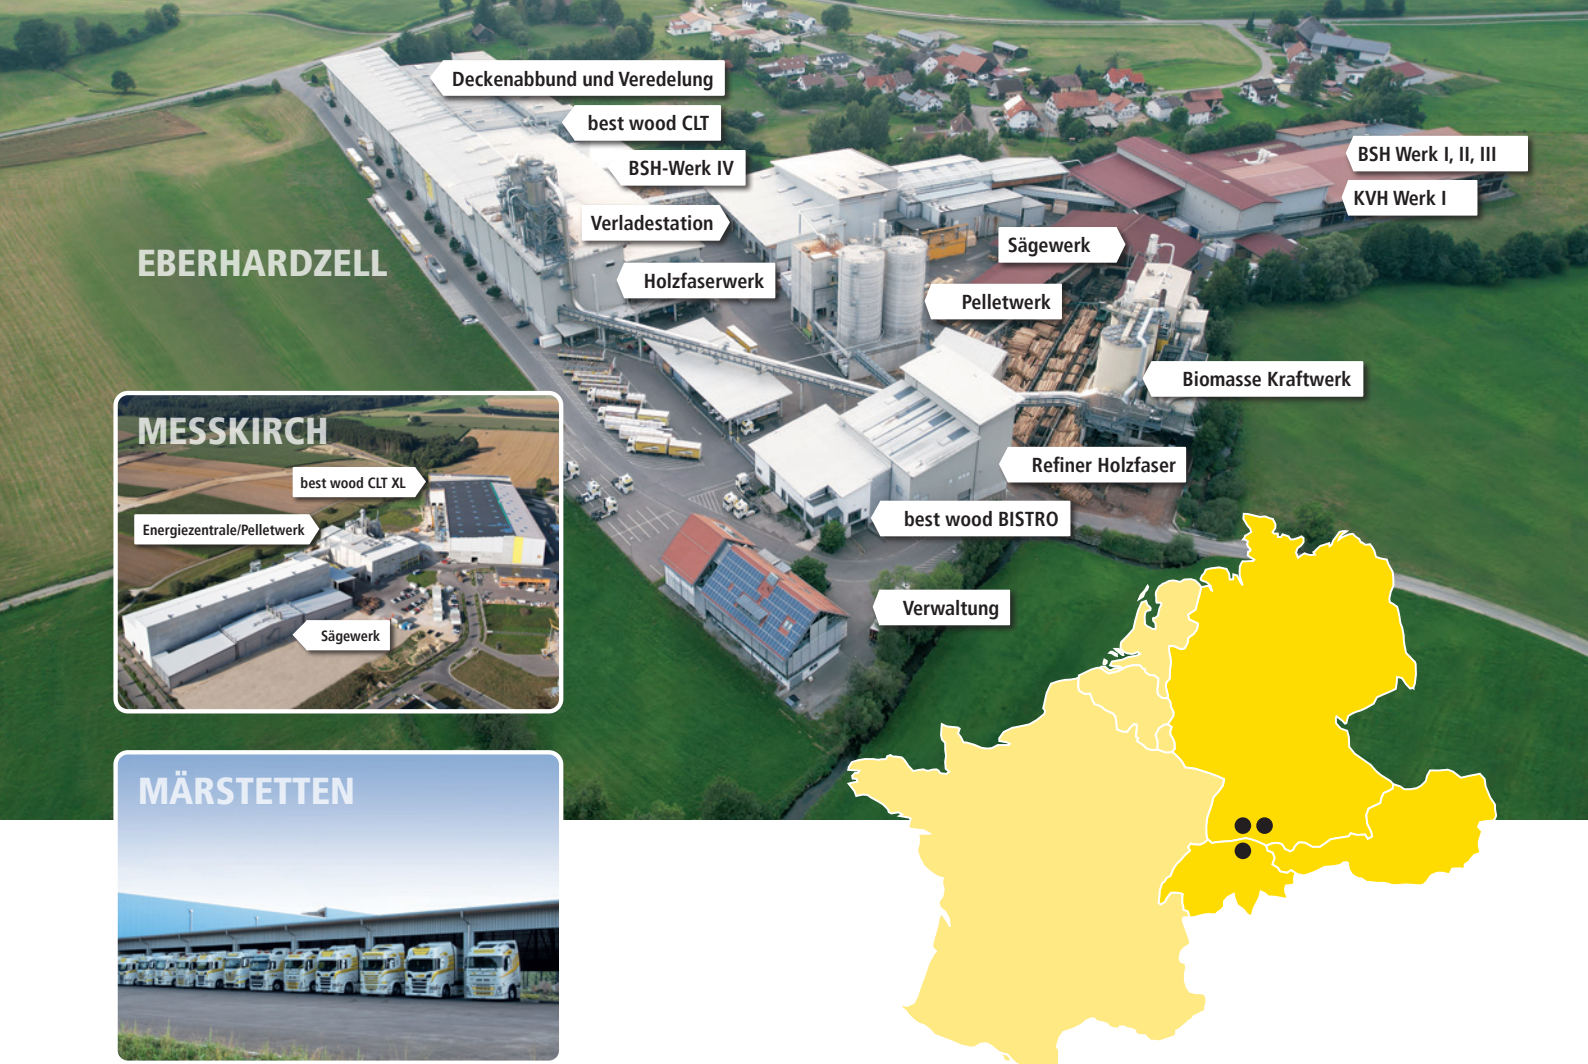 Deckenabbund und Veredelung
best wood CLT
BSH-Werk IV
Verladestation
Holzfaserwerk
BSH Werk I, II, III
KVH Werk I
Sägewerk
Pelletwerk
Biomasse Kraftwerk
Refiner Holzfaser
best wood BISTRO
Verwaltung
EBERHARDZELL
MESSKIRCH
best wood CLT XL
Energiezentrale/Pelletwerk
Sägewerk
MÄRSTETTEN